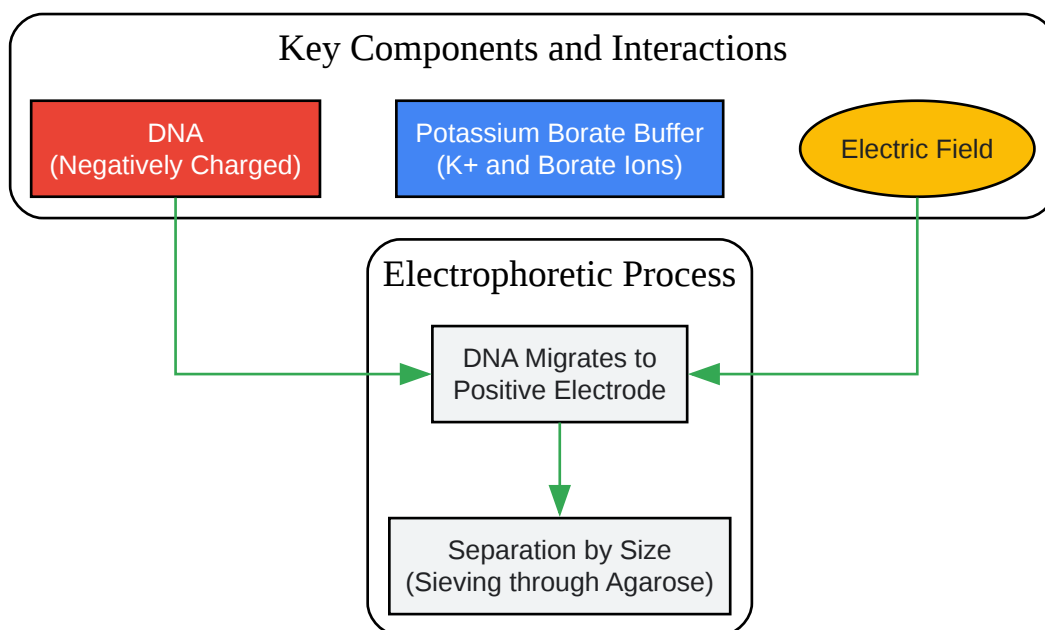 Key Components and Interactions
DNA
(Negatively Charged)
Potassium Borate Buffer
(K+ and Borate Ions)
Electric Field
Electrophoretic Process
DNA Migrates to
Positive Electrode
Separation by Size
(Sieving through Agarose)